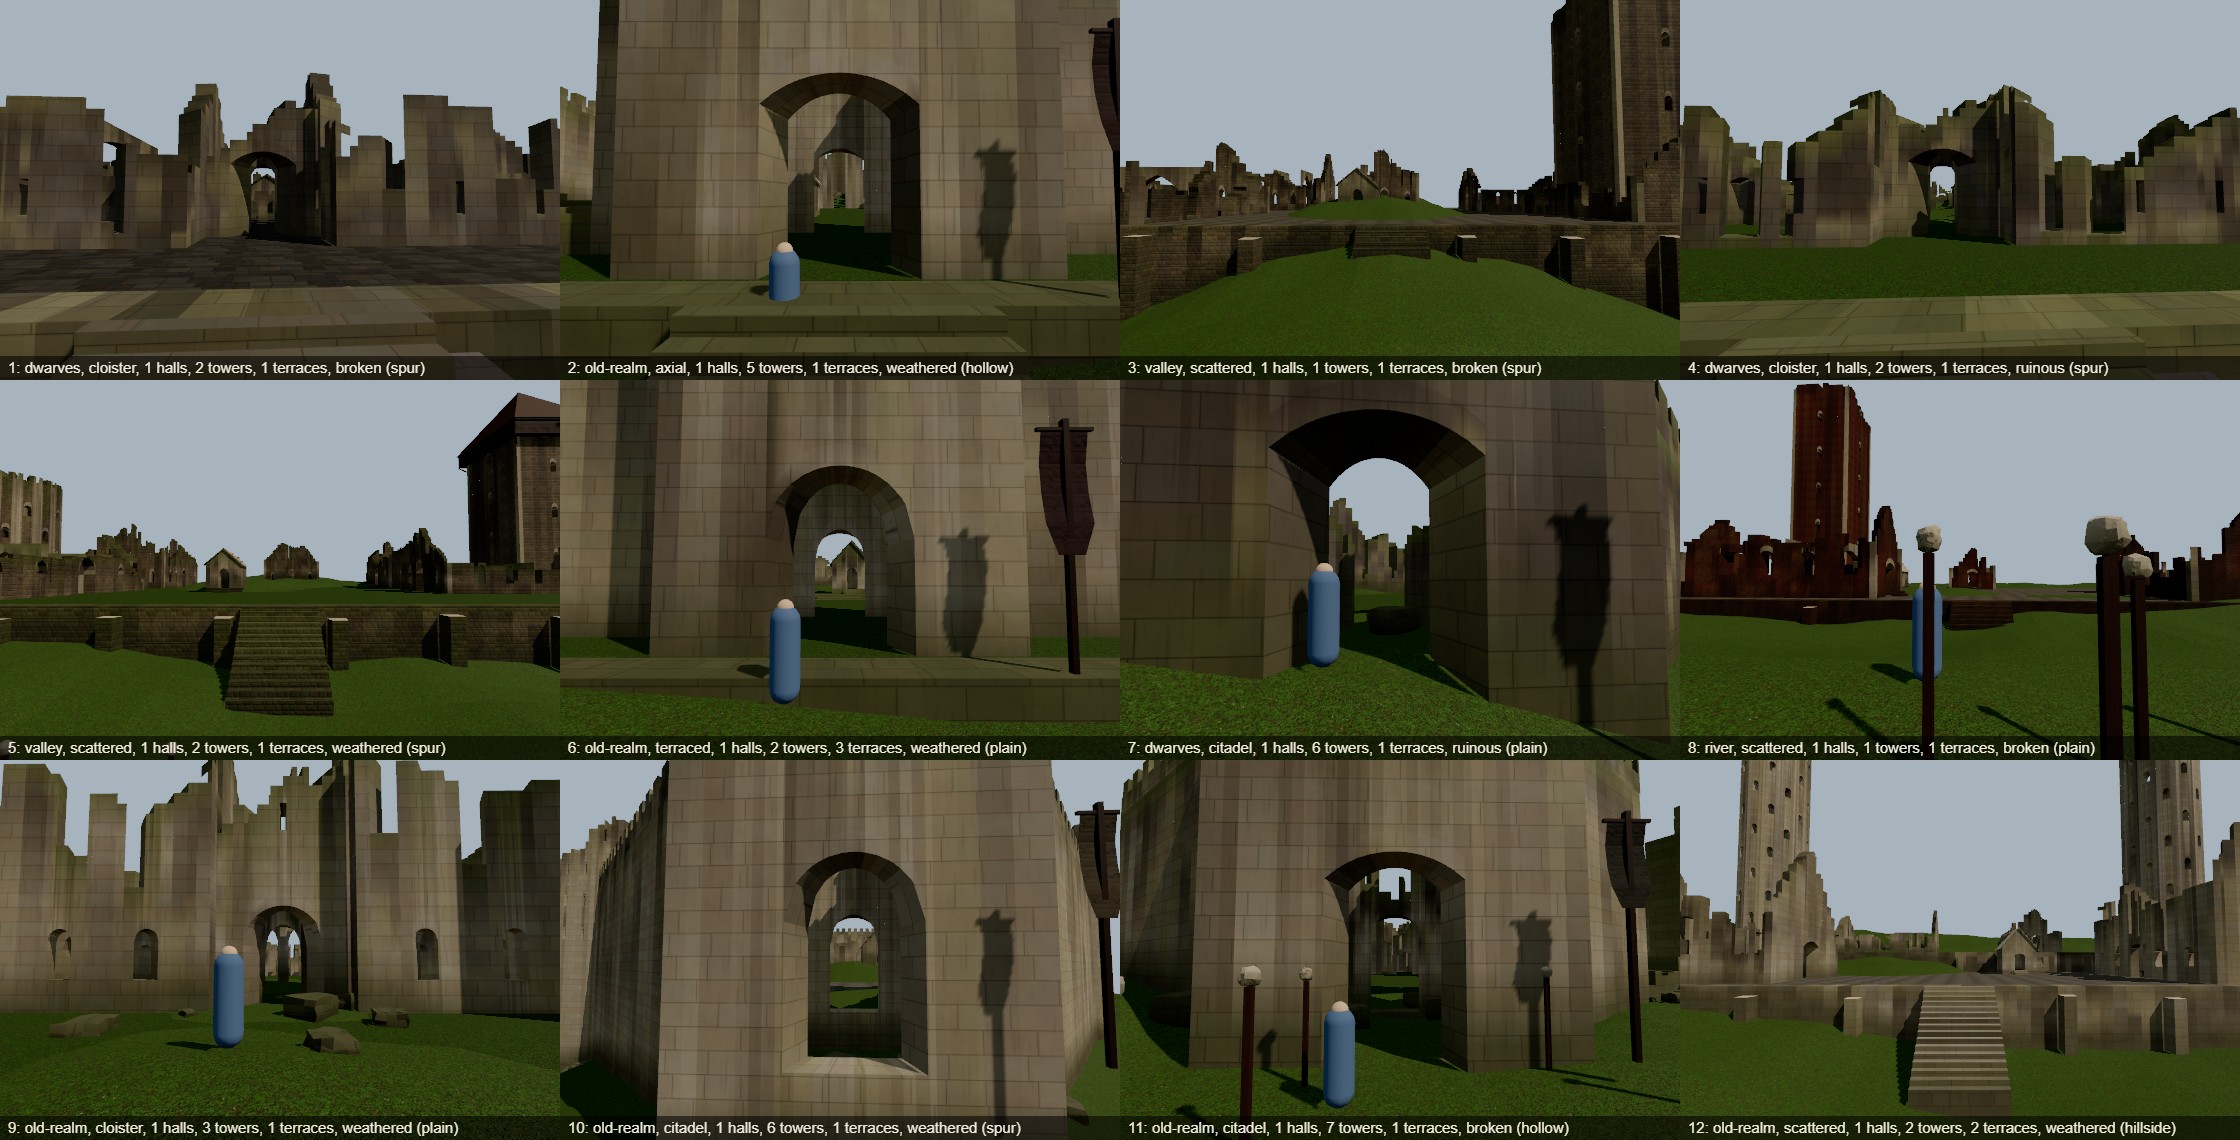 1: dwarves, cloister, 1 halls, 2 towers, 1 terraces, broken (spur)
2: old-realm, axial, 1 halls, 5 towers, 1 terraces, weathered (hollow)
3: valley, scattered, 1 halls, 1 towers, 1 terraces, broken (spur)
4: dwarves, cloister, 1 halls, 2 towers, 1 terraces, ruinous (spur)
5: valley, scattered, 1 halls, 2 towers, 1 terraces, weathered (spur)
6: old-realm, terraced, 1 halls, 2 towers, 3 terraces, weathered (plain)
7: dwarves, citadel, 1 halls, 6 towers, 1 terraces, ruinous (plain)
8: river, scattered, 1 halls, 1 towers, 1 terraces, broken (plain)
9: old-realm, cloister, 1 halls, 3 towers, 1 terraces, weathered (plain)
10: old-realm, citadel, 1 halls, 6 towers, 1 terraces, weathered (spur)
11: old-realm, citadel, 1 halls, 7 towers, 1 terraces, broken (hollow)
12: old-realm, scattered, 1 halls, 2 towers, 2 terraces, weathered (hillside)